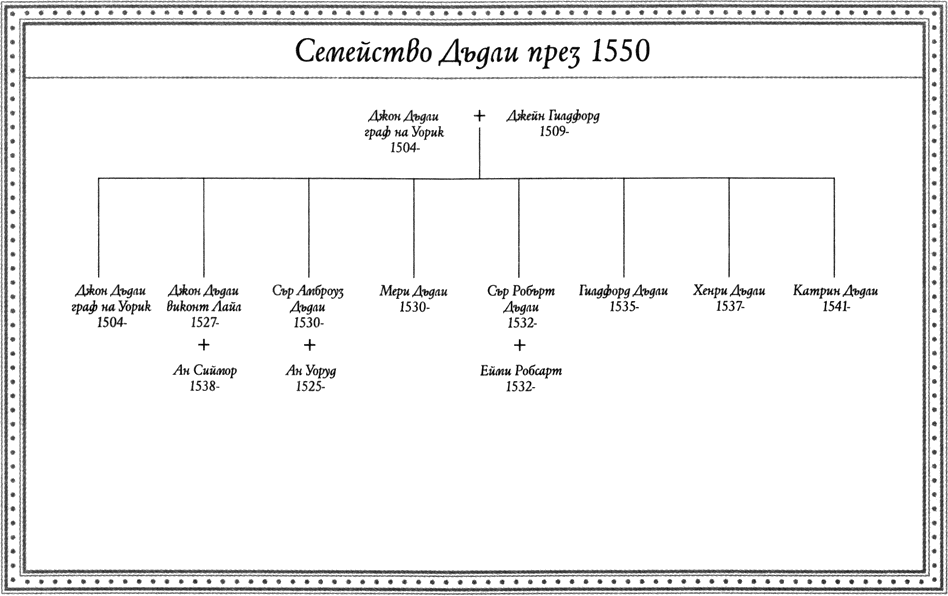 Семейство Дъдли през 1550
Джон Дъдли + Джейн Гилдфорд
граф на Уорик 1509-
1504-
Джон Дъдли
граф на Уорик
1504-
Джон Дъдли
виконт Лайл
1527-
+
Ан Сиймор
1538-
Сър Амброуз
Дъдли
1530-
+
Ан Уоруд
1525-
Мери Дъдли
1530-
Сър Робърт
Дъдли
1532-
+
Ейми Робсарт
1532-
Гилдфорд Дъдли
1535-
Хенри Дъдли
1537-
Катрин Дъдли
1541-